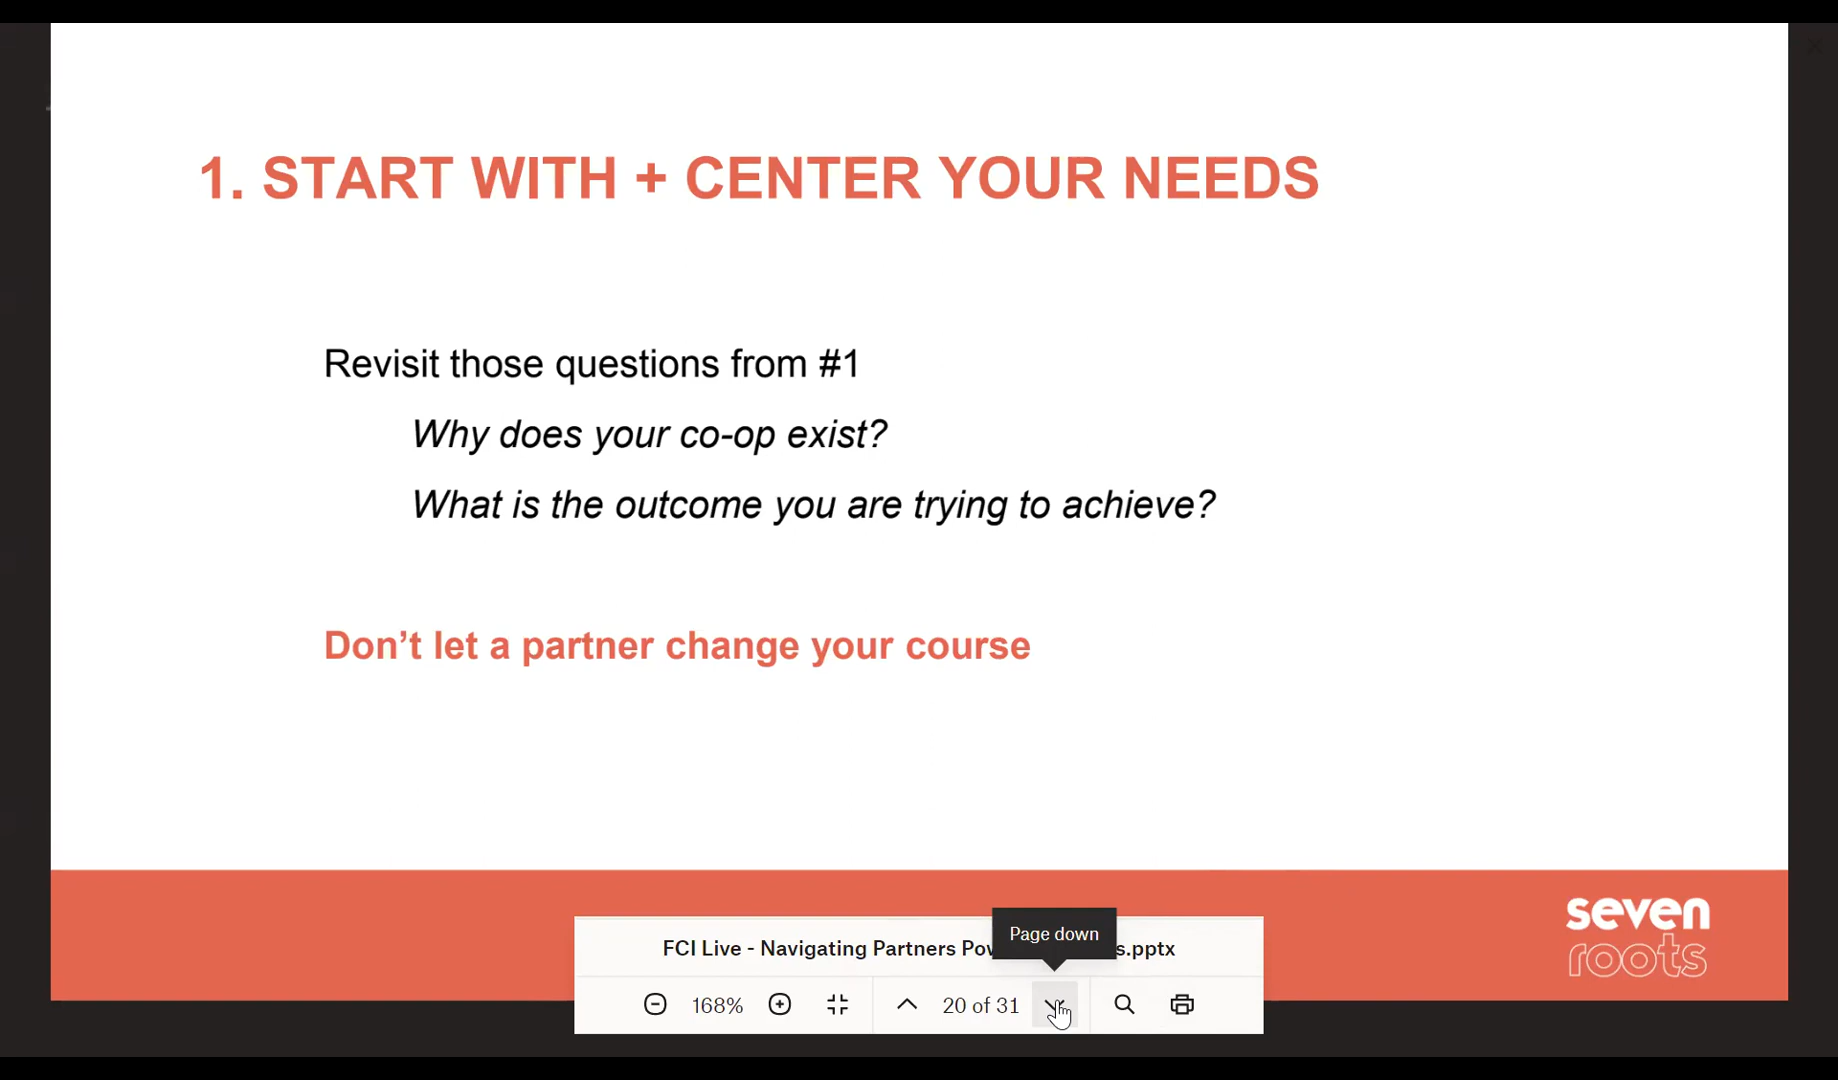 1. START WITH + CENTER YOUR NEEDS
Revisit those questions from #1
Why does your co-op exist?
What is the outcome you are trying to achieve?
Don’t let a partner change your course
seven
roots
Page down
FCI Live - Navigating Partners s.pptx
168%
20 of 31